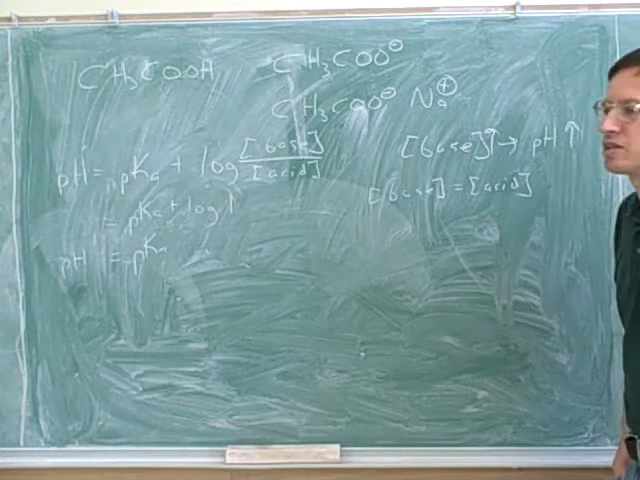 CH3COOH
CH3COO⊖
CH3COO⊖ Na⊕
pH = pKa + log [base]/[acid]
= pKa + log 1
pH = pKa
[base]↑ → pH ↑
[base] = [acid]